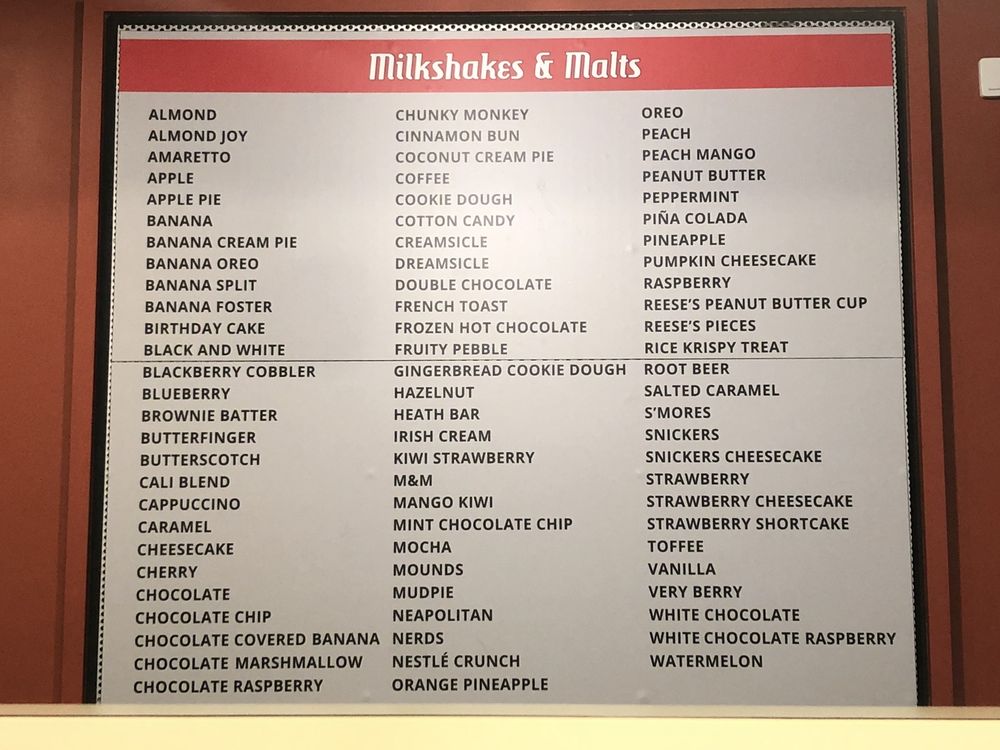 Milkshakes & Malts
ALMOND
ALMOND JOY
AMARETTO
APPLE
APPLE PIE
BANANA
BANANA CREAM PIE
BANANA OREO
BANANA SPLIT
BANANA FOSTER
BIRTHDAY CAKE
BLACK AND WHITE
BLACKBERRY COBBLER
BLUEBERRY
BROWNIE BATTER
BUTTERFINGER
BUTTERSCOTCH
CALI BLEND
CAPPUCCINO
CARAMEL
CHEESECAKE
CHERRY
CHOCOLATE
CHOCOLATE CHIP
CHOCOLATE COVERED BANANA
CHOCOLATE MARSHMALLOW
CHOCOLATE RASPBERRY
CHUNKY MONKEY
CINNAMON BUN
COCONUT CREAM PIE
COFFEE
COOKIE DOUGH
COTTON CANDY
CREAMSICLE
DREAMSICLE
DOUBLE CHOCOLATE
FRENCH TOAST
FROZEN HOT CHOCOLATE
FRUITY PEBBLE
GINGERBREAD COOKIE DOUGH
HAZELNUT
HEATH BAR
IRISH CREAM
KIWI STRAWBERRY
M&M
MANGO KIWI
MINT CHOCOLATE CHIP
MOCHA
MOUNDS
MUDPIE
NEAPOLITAN
NERDS
NESTLÉ CRUNCH
ORANGE PINEAPPLE
OREO
PEACH
PEACH MANGO
PEANUT BUTTER
PEPPERMINT
PIÑA COLADA
PINEAPPLE
PUMPKIN CHEESECAKE
RASPBERRY
REESE'S PEANUT BUTTER CUP
REESE'S PIECES
RICE KRISPY TREAT
ROOT BEER
SALTED CARAMEL
S'MORES
SNICKERS
SNICKERS CHEESECAKE
STRAWBERRY
STRAWBERRY CHEESECAKE
STRAWBERRY SHORTCAKE
TOFFEE
VANILLA
VERY BERRY
WHITE CHOCOLATE
WHITE CHOCOLATE RASPBERRY
WATERMELON